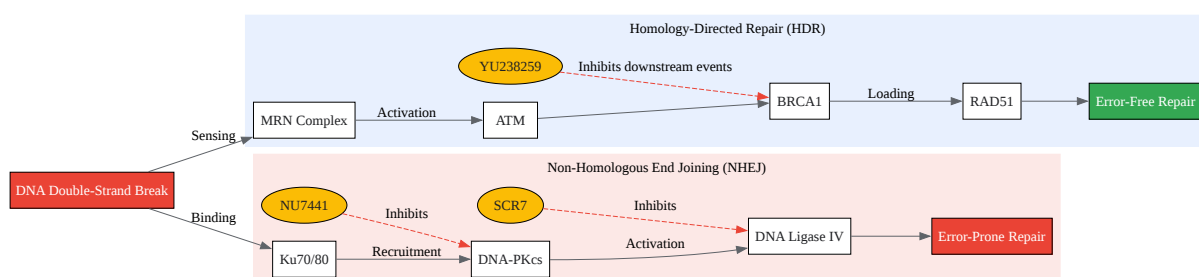 Homology-Directed Repair (HDR)
YU238259
Inhibits downstream events
MRN Complex
Activation
ATM
BRCA1
Loading
RAD51
Error-Free Repair
Sensing
DNA Double-Strand Break
Binding
Non-Homologous End Joining (NHEJ)
NU7441
Inhibits
SCR7
Inhibits
Ku70/80
Recruitment
DNA-PKcs
Activation
DNA Ligase IV
Error-Prone Repair